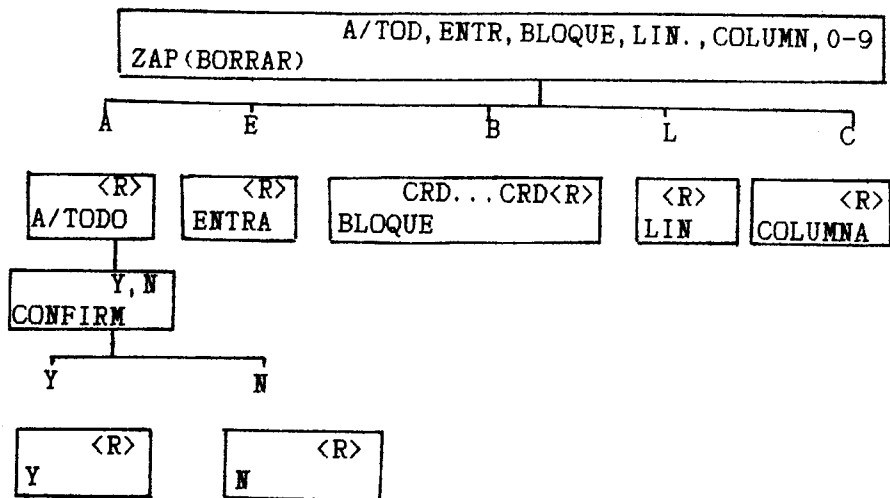 A/TOD,ENTR,BLOQUE,LIN.,COLUMN,0-9
ZAP(BORRAR)
A E B L C
<R> <R> CRD...CRD<R> <R> <R>
A/TODO ENTRA BLOQUE LIN COLUMNA
Y,N
CONFIRM
Y N
<R> <R>
Y N